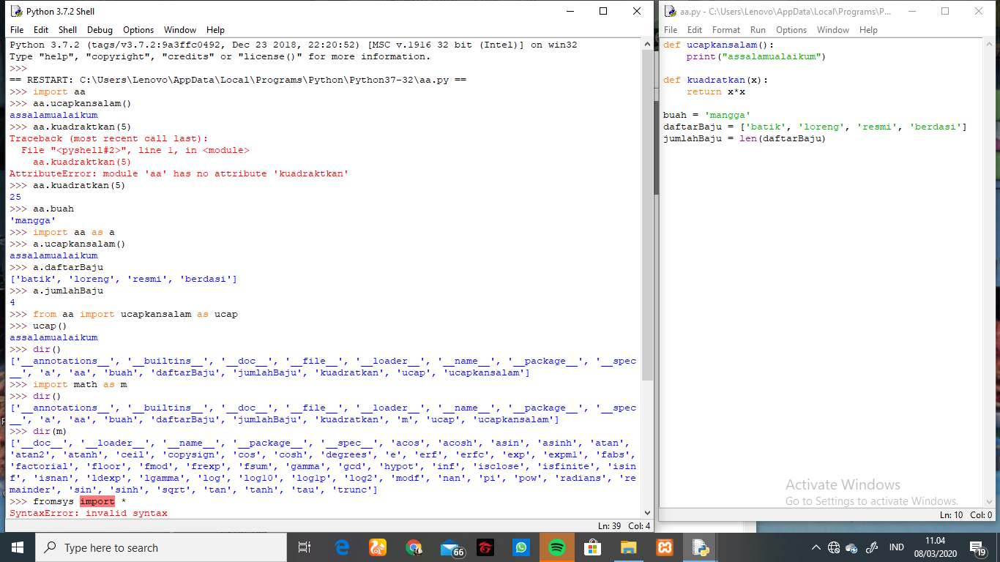 Python 3.7.2 Shell
File Edit Shell Debug Options Window Help
Python 3.7.2 (tags/v3.7.2:9a3ffc0492, Dec 23 2018, 22:20:52) [MSC v.1916 32 bit (Intel)] on win32
Type "help", "copyright", "credits" or "license()" for more information.
>>>
== RESTART: C:\Users\Lenovo\AppData\Local\Programs\Python\Python37-32\aa.py ==
>>> import aa
>>> aa.ucapkansalam()
assalamualaikum
>>> aa.kuadraktkan(5)
Traceback (most recent call last):
  File "<pyshell#2>", line 1, in <module>
    aa.kuadraktkan(5)
AttributeError: module 'aa' has no attribute 'kuadraktkan'
>>> aa.kuadratkan(5)
25
>>> aa.buah
'mangga'
>>> import aa as a
>>> a.ucapkansalam()
assalamualaikum
>>> a.daftarBaju
['batik', 'loreng', 'resmi', 'berdasi']
>>> a.jumlahBaju
4
>>> from aa import ucapkansalam as ucap
>>> ucap()
assalamualaikum
>>> dir()
['__annotations__', '__builtins__', '__doc__', '__file__', '__loader__', '__name__', '__package__', '__spec
__', 'a', 'aa', 'buah', 'daftarBaju', 'jumlahBaju', 'kuadratkan', 'ucap', 'ucapkansalam']
>>> import math as m
>>> dir()
['__annotations__', '__builtins__', '__doc__', '__file__', '__loader__', '__name__', '__package__', '__spec
__', 'a', 'aa', 'buah', 'daftarBaju', 'jumlahBaju', 'kuadratkan', 'm', 'ucap', 'ucapkansalam']
>>> dir(m)
['__doc__', '__loader__', '__name__', '__package__', '__spec__', 'acos', 'acosh', 'asin', 'asinh', 'atan',
'atan2', 'atanh', 'ceil', 'copysign', 'cos', 'cosh', 'degrees', 'e', 'erf', 'erfc', 'exp', 'expm1', 'fabs',
'factorial', 'floor', 'fmod', 'frexp', 'fsum', 'gamma', 'gcd', 'hypot', 'inf', 'isclose', 'isfinite', 'isin
f', 'isnan', 'ldexp', 'lgamma', 'log', 'log10', 'log1p', 'log2', 'modf', 'nan', 'pi', 'pow', 'radians', 're
mainder', 'sin', 'sinh', 'sqrt', 'tan', 'tanh', 'tau', 'trunc']
>>> fromsys import *
SyntaxError: invalid syntax
Ln: 39 Col: 4
aa.py - C:\Users\Lenovo\AppData\Local\Programs\P...
File Edit Format Run Options Window Help
def ucapkansalam():
    print("assalamualaikum")
def kuadratkan(x):
    return x*x
buah = 'mangga'
daftarBaju = ['batik', 'loreng', 'resmi', 'berdasi']
jumlahBaju = len(daftarBaju)
Activate Windows
Go to Settings to activate Windows.
Ln: 10 Col: 0
Type here to search
66
IND
11.04
08/03/2020
19